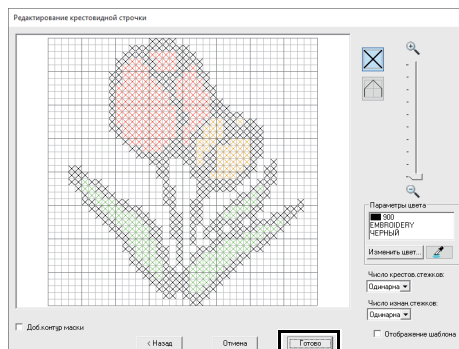 Редактирование крестовидной строчки
Параметры цвета
900
EMBROIDERY
ЧЕРНЫЙ
Изменить цвет...
Число крестов.стежков:
Одинарна
Число изнан.стежков:
Одинарна
Доб.контур маски
Отображение шаблона
< Назад
Отмена
Готово